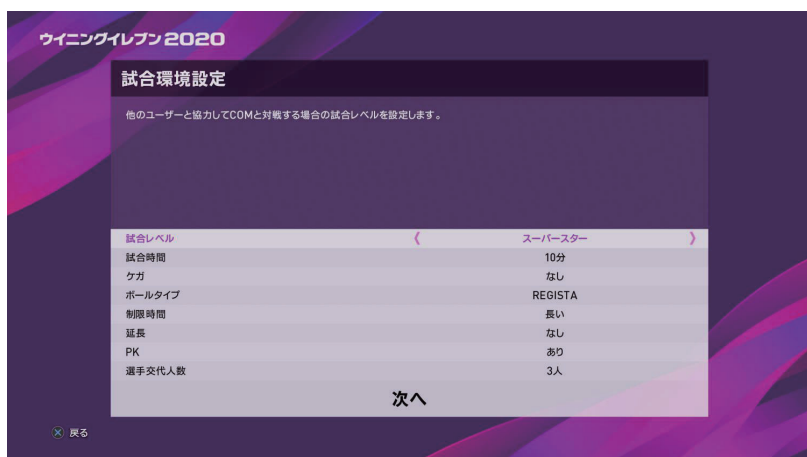 ウイニングイレブン2020
試合環境設定
他のユーザーと協力してCOMと対戦する場合の試合レベルを設定します。
試合レベル 《 スーパースター 》
試合時間 10分
ケガ なし
ボールタイプ REGISTA
制限時間 長い
延長 なし
PK あり
選手交代人数 3人
次へ
戻る